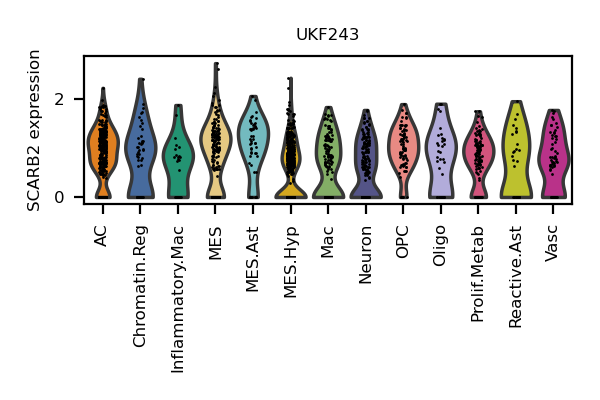 UKF243
SCARB2 expression
2
0
AC
Chromatin.Reg
Inflammatory.Mac
MES
MES.Ast
MES.Hyp
Mac
Neuron
OPC
Oligo
Prolif.Metab
Reactive.Ast
Vasc